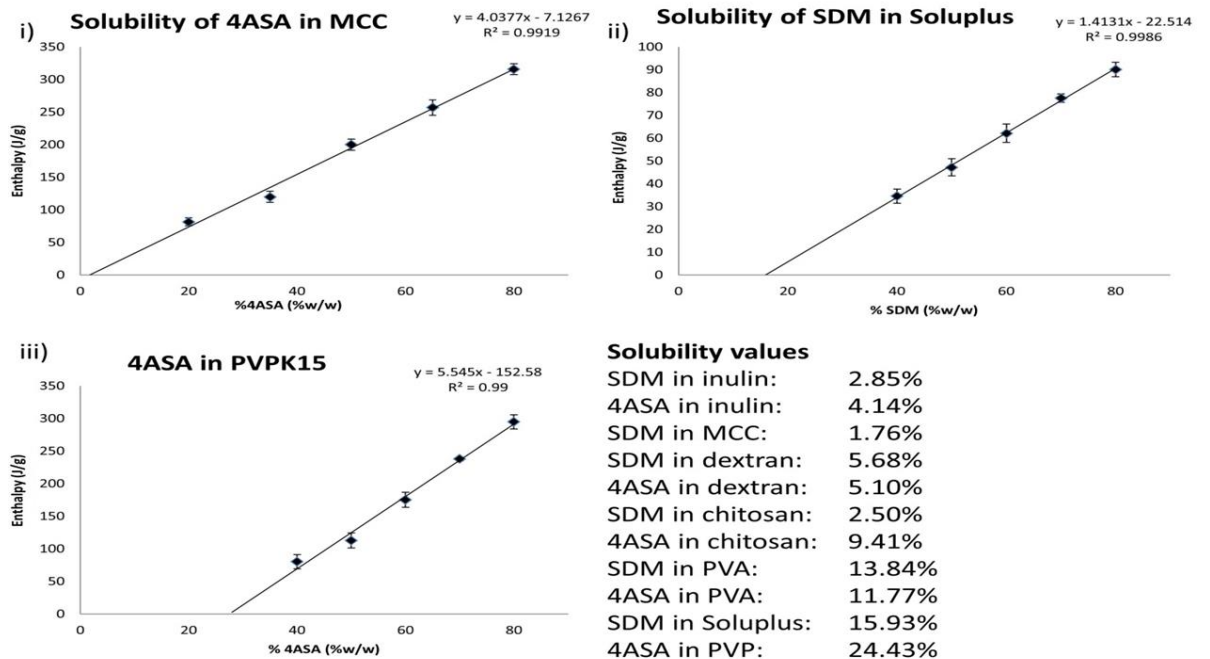 i)
Solubility of 4ASA in MCC
y = 4.0377x - 7.1267
R² = 0.9919
350
300
250
200
150
100
50
0
Enthalpy (J/g)
0 20 40 60 80
%4ASA (%w/w)
ii)
Solubility of SDM in Soluplus
y = 1.4131x - 22.514
R² = 0.9986
100
90
80
70
60
50
40
30
20
10
0
Enthalpy (J/g)
0 20 40 60 80
% SDM (%w/w)
iii)
4ASA in PVPK15
y = 5.545x - 152.58
R² = 0.99
350
300
250
200
150
100
50
0
Enthalpy (J/g)
0 20 40 60 80
% 4ASA (%w/w)
Solubility values
SDM in inulin: 2.85%
4ASA in inulin: 4.14%
SDM in MCC: 1.76%
SDM in dextran: 5.68%
4ASA in dextran: 5.10%
SDM in chitosan: 2.50%
4ASA in chitosan: 9.41%
SDM in PVA: 13.84%
4ASA in PVA: 11.77%
SDM in Soluplus: 15.93%
4ASA in PVP: 24.43%